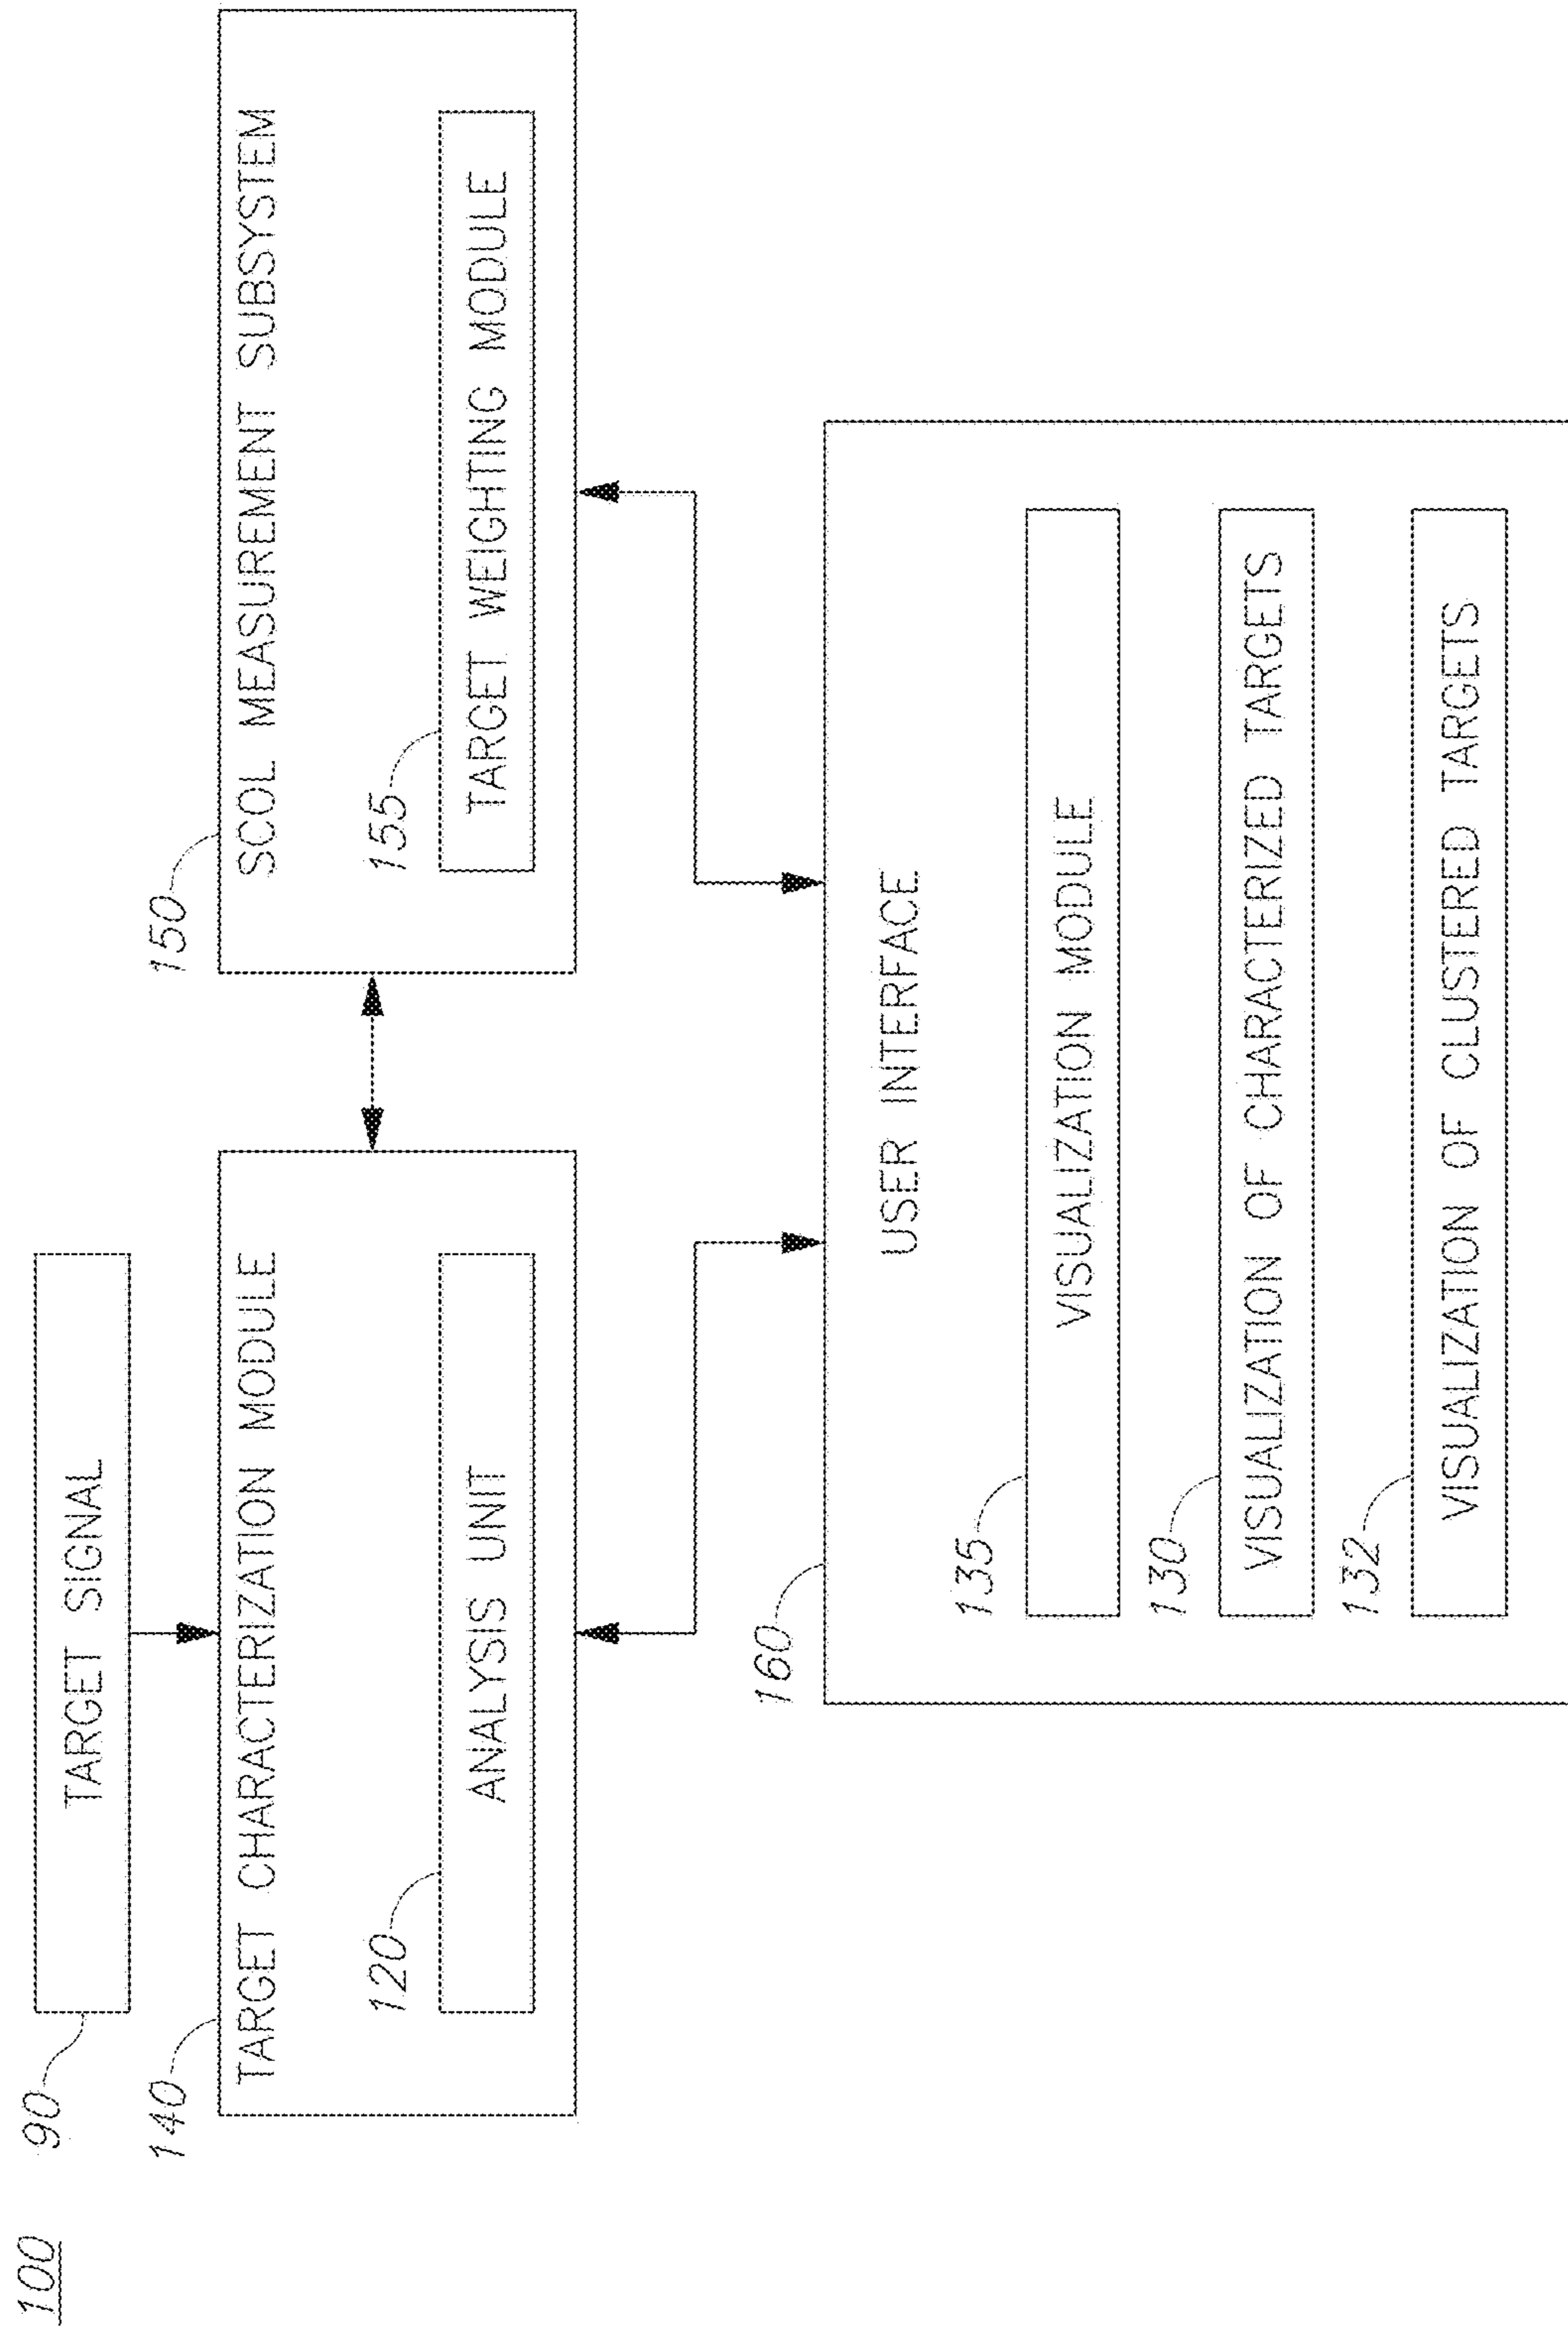 100
90
TARGET SIGNAL
140
TARGET CHARACTERIZATION MODULE
120
ANALYSIS UNIT
150
SCOL MEASUREMENT SUBSYSTEM
155
TARGET WEIGHTING MODULE
160
USER INTERFACE
135
VISUALIZATION MODULE
130
VISUALIZATION OF CHARACTERIZED TARGETS
132
VISUALIZATION OF CLUSTERED TARGETS